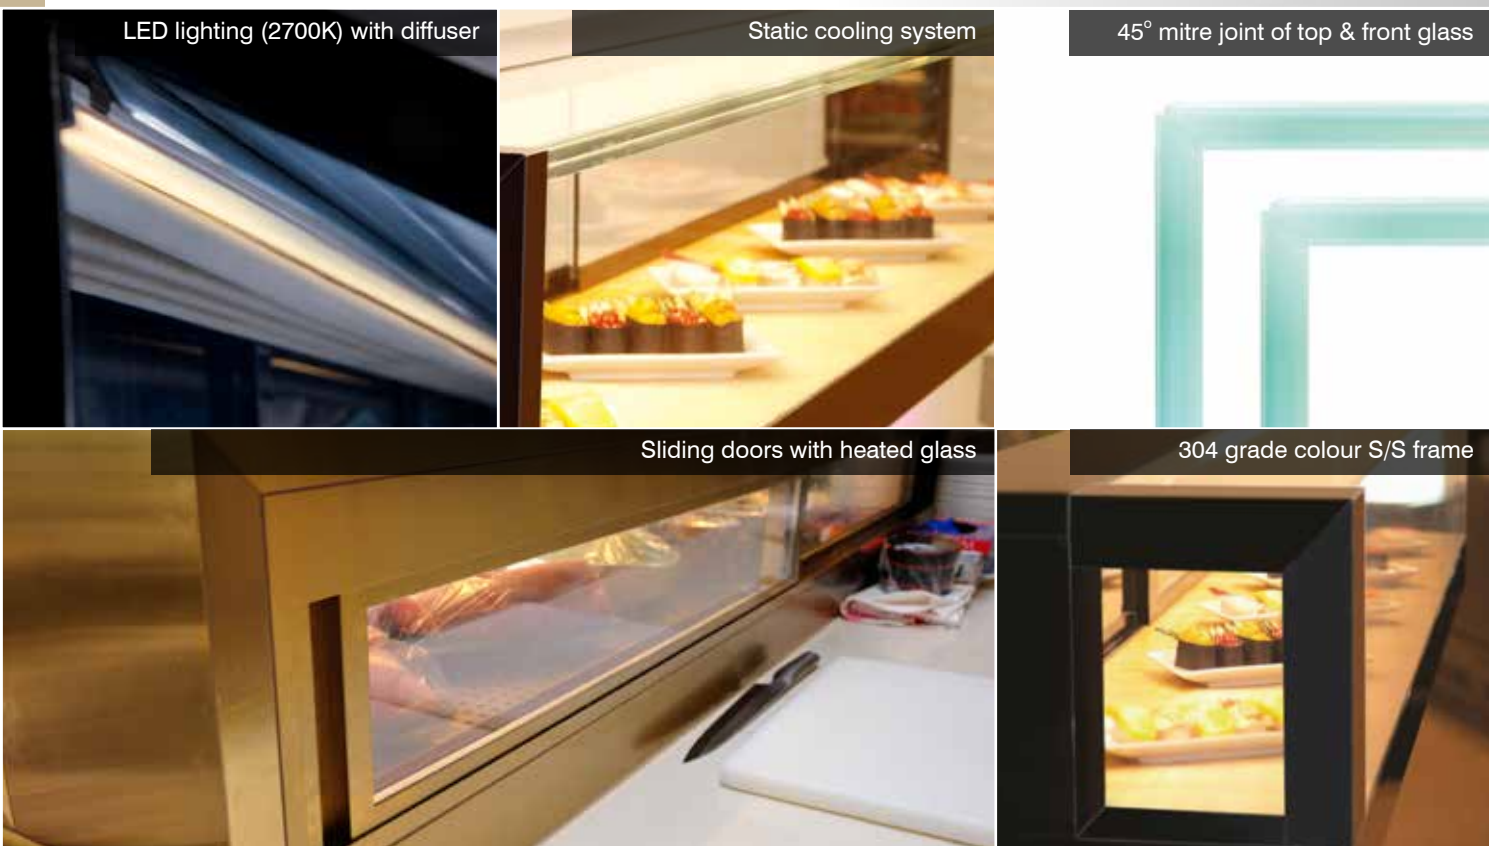 LED lighting (2700K) with diffuser
Static cooling system
45° mitre joint of top & front glass
Sliding doors with heated glass
304 grade colour S/S frame